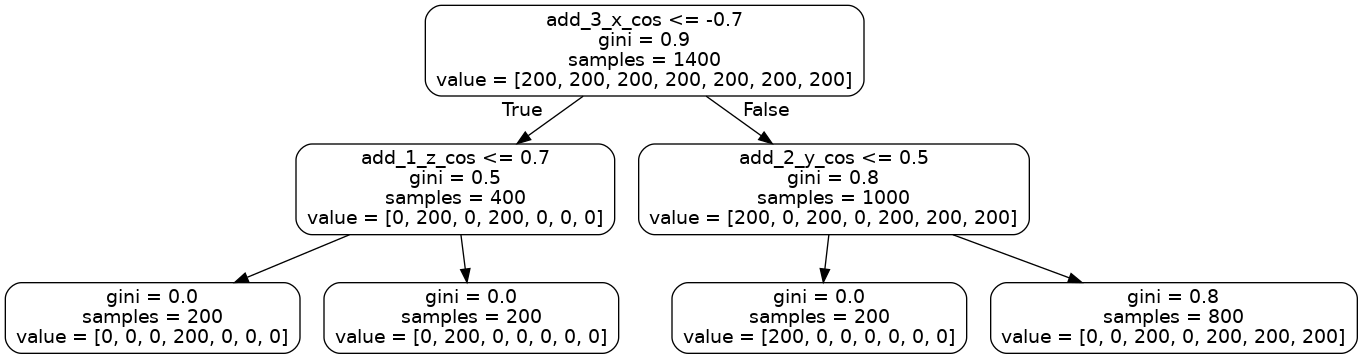 add_3_x_cos <= -0.7
gini = 0.9
samples = 1400
value = [200, 200, 200, 200, 200, 200, 200]
True
False
add_1_z_cos <= 0.7
gini = 0.5
samples = 400
value = [0, 200, 0, 200, 0, 0, 0]
add_2_y_cos <= 0.5
gini = 0.8
samples = 1000
value = [200, 0, 200, 0, 200, 200, 200]
gini = 0.0
samples = 200
value = [0, 0, 0, 200, 0, 0, 0]
gini = 0.0
samples = 200
value = [0, 200, 0, 0, 0, 0, 0]
gini = 0.0
samples = 200
value = [200, 0, 0, 0, 0, 0, 0]
gini = 0.8
samples = 800
value = [0, 0, 200, 0, 200, 200, 200]